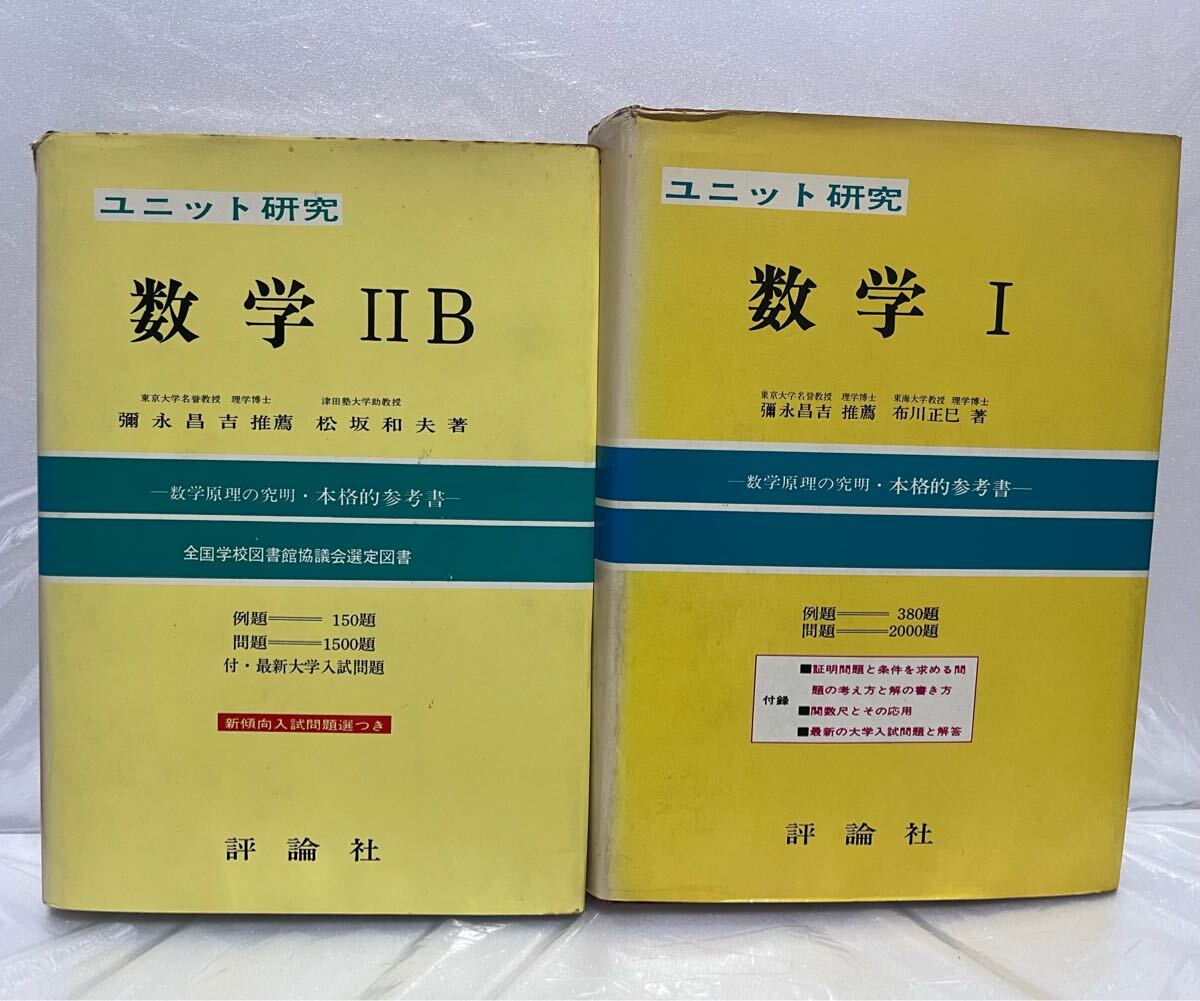 ユニット研究
数学 IIB
東京大学名誉教授 理学博士 津田塾大学助教授
彌永昌吉推薦 松坂和夫著
―数学原理の究明・本格的参考書―
全国学校図書館協議会選定図書
例題―― 150題
問題――1500題
付・最新大学入試問題
新傾向入試問題選つき
評論社
ユニット研究
数学 I
東京大学名誉教授 理学博士 東海大学教授 理学博士
彌永昌吉 推薦 布川正巳 著
―数学原理の究明・本格的参考書―
例題―― 380題
問題――2000題
付録
■証明問題と条件を求める問
題の考え方と解の書き方
■関数尺とその応用
■最新の大学入試問題と解答
評論社